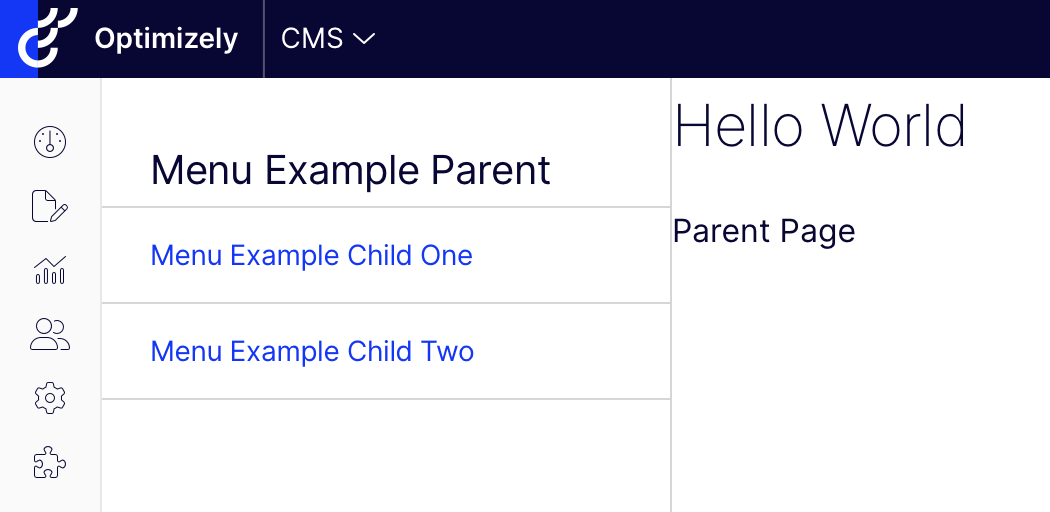 Optimizely CMS
Menu Example Parent
Menu Example Child One
Menu Example Child Two
Hello World
Parent Page